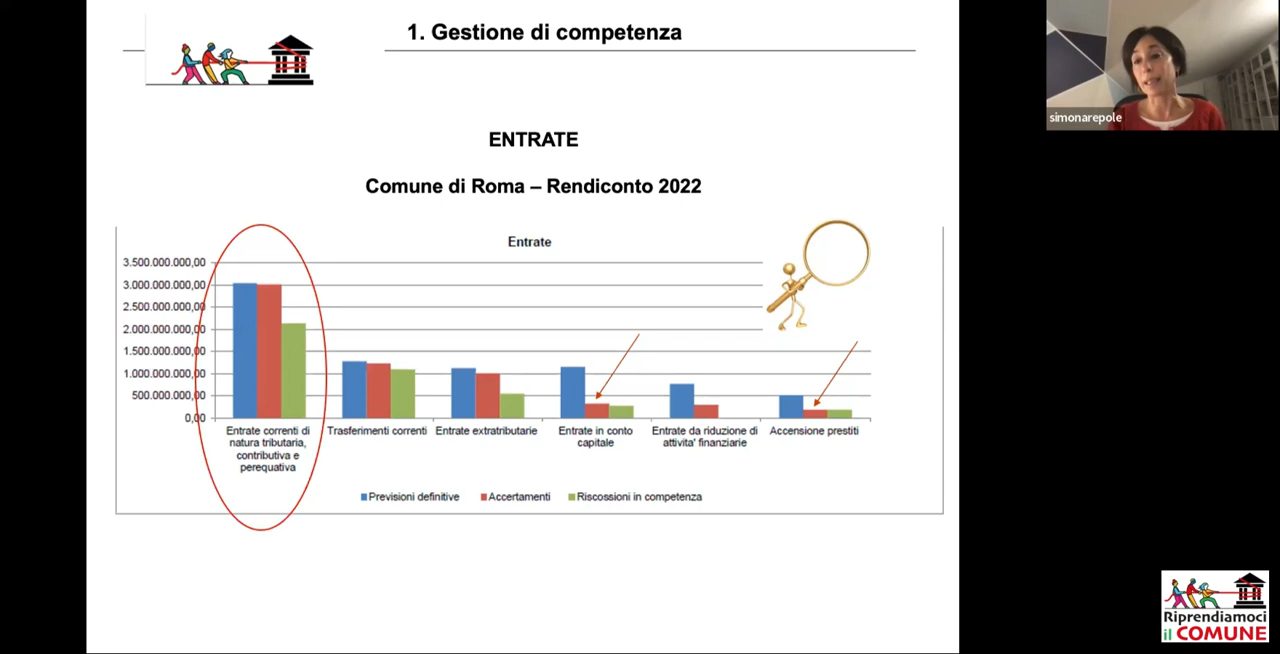 1. Gestione di competenza
simonarepole
ENTRATE
Comune di Roma – Rendiconto 2022
Entrate
3.500.000.000,00
3.000.000.000,00
2.500.000.000,00
2.000.000.000,00
1.500.000.000,00
1.000.000.000,00
500.000.000,00
0,00
Entrate correnti di
natura tributaria,
contributiva e
perequativa
Trasferimenti correnti
Entrate extratributarie
Entrate in conto
capitale
Entrate da riduzione di
attivita' finanziarie
Accensione prestiti
Previsioni definitive
Accertamenti
Riscossioni in competenza
Riprendiamoci
il COMUNE